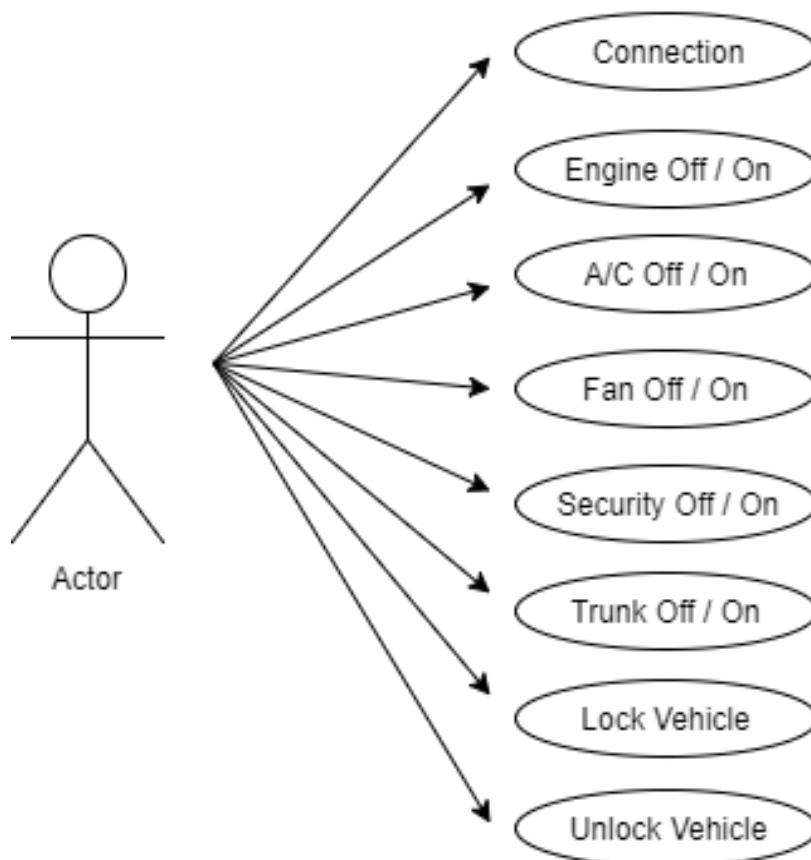 Connection
Engine Off / On
A/C Off / On
Fan Off / On
Security Off / On
Trunk Off / On
Lock Vehicle
Unlock Vehicle
Actor